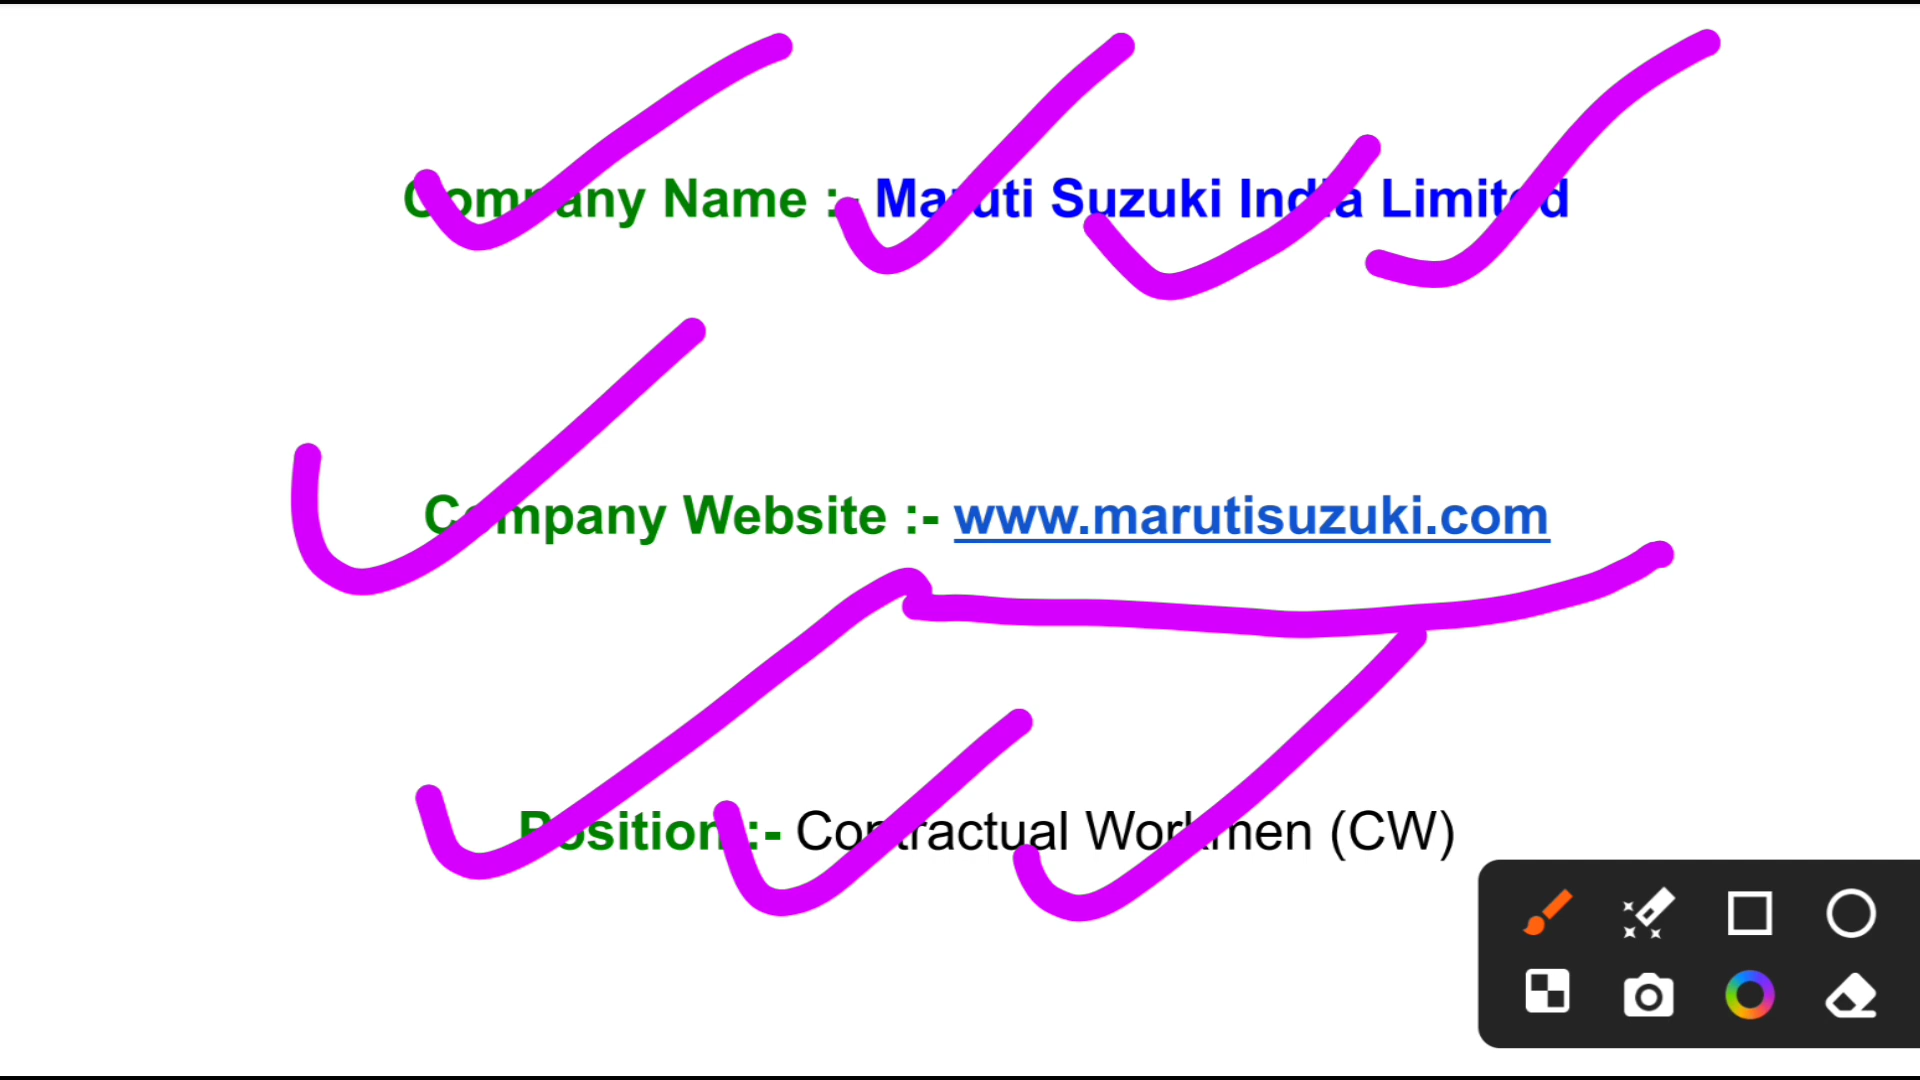 Company Name :- Maruti Suzuki India Limited
Company Website :- www.marutisuzuki.com
Position :- Contractual Workmen (CW)